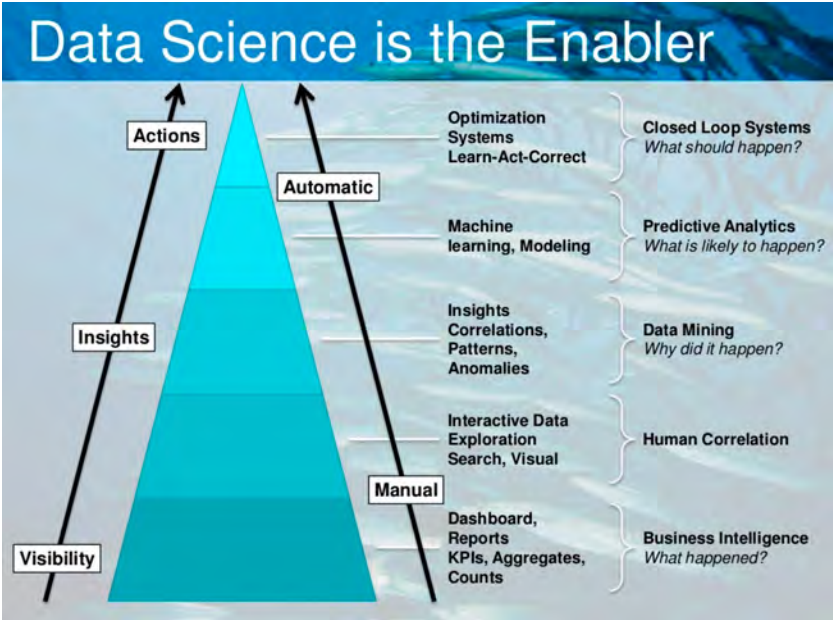 Data Science is the Enabler
Actions
Automatic
Insights
Manual
Visibility
Optimization
Systems
Learn-Act-Correct
Closed Loop Systems
What should happen?
Machine
learning, Modeling
Predictive Analytics
What is likely to happen?
Insights
Correlations,
Patterns,
Anomalies
Data Mining
Why did it happen?
Interactive Data
Exploration
Search, Visual
Human Correlation
Dashboard,
Reports
KPIs, Aggregates,
Counts
Business Intelligence
What happened?